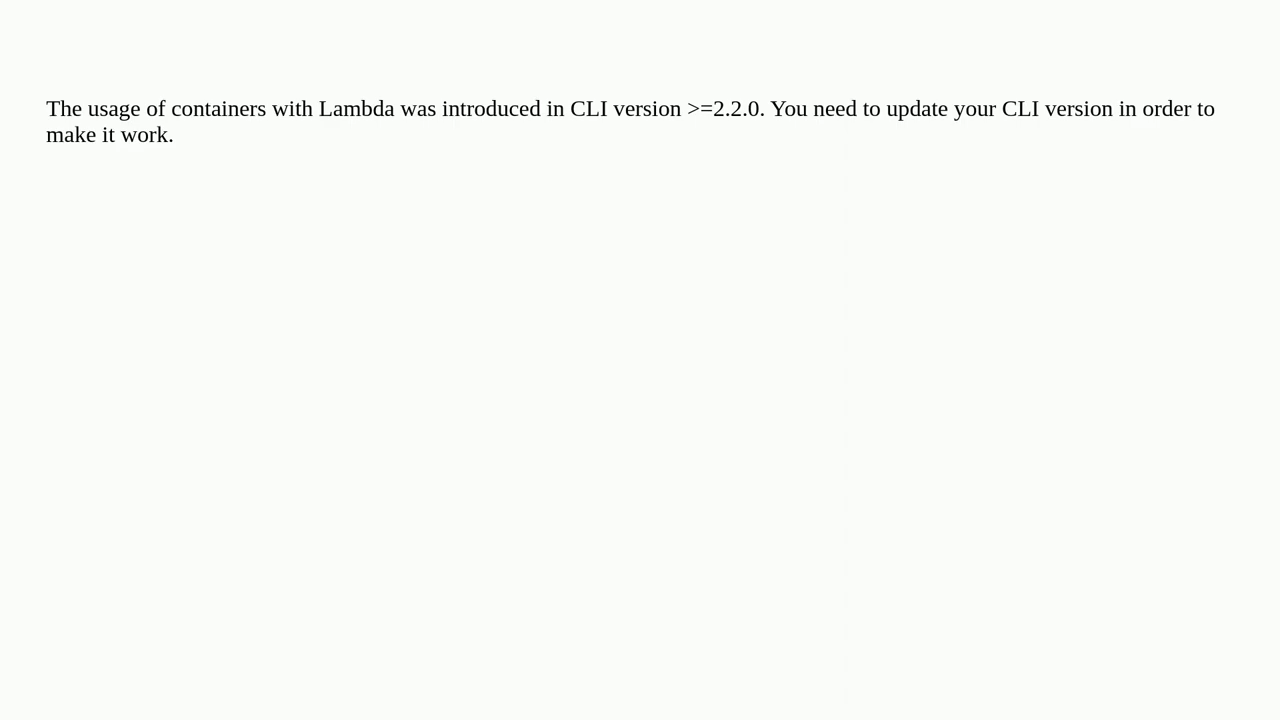 The usage of containers with Lambda was introduced in CLI version >=2.2.0. You need to update your CLI version in order to
make it work.